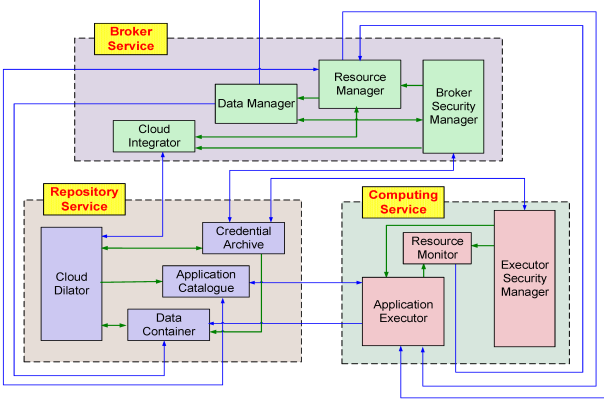 Broker
Service
Resource
Manager
Broker
Security
Manager
Data Manager
Cloud
Integrator
Repository
Service
Computing
Service
Credential
Archive
Resource
Monitor
Executor
Security
Manager
Cloud
Dilator
Application
Catalogue
Application
Executor
Data
Container